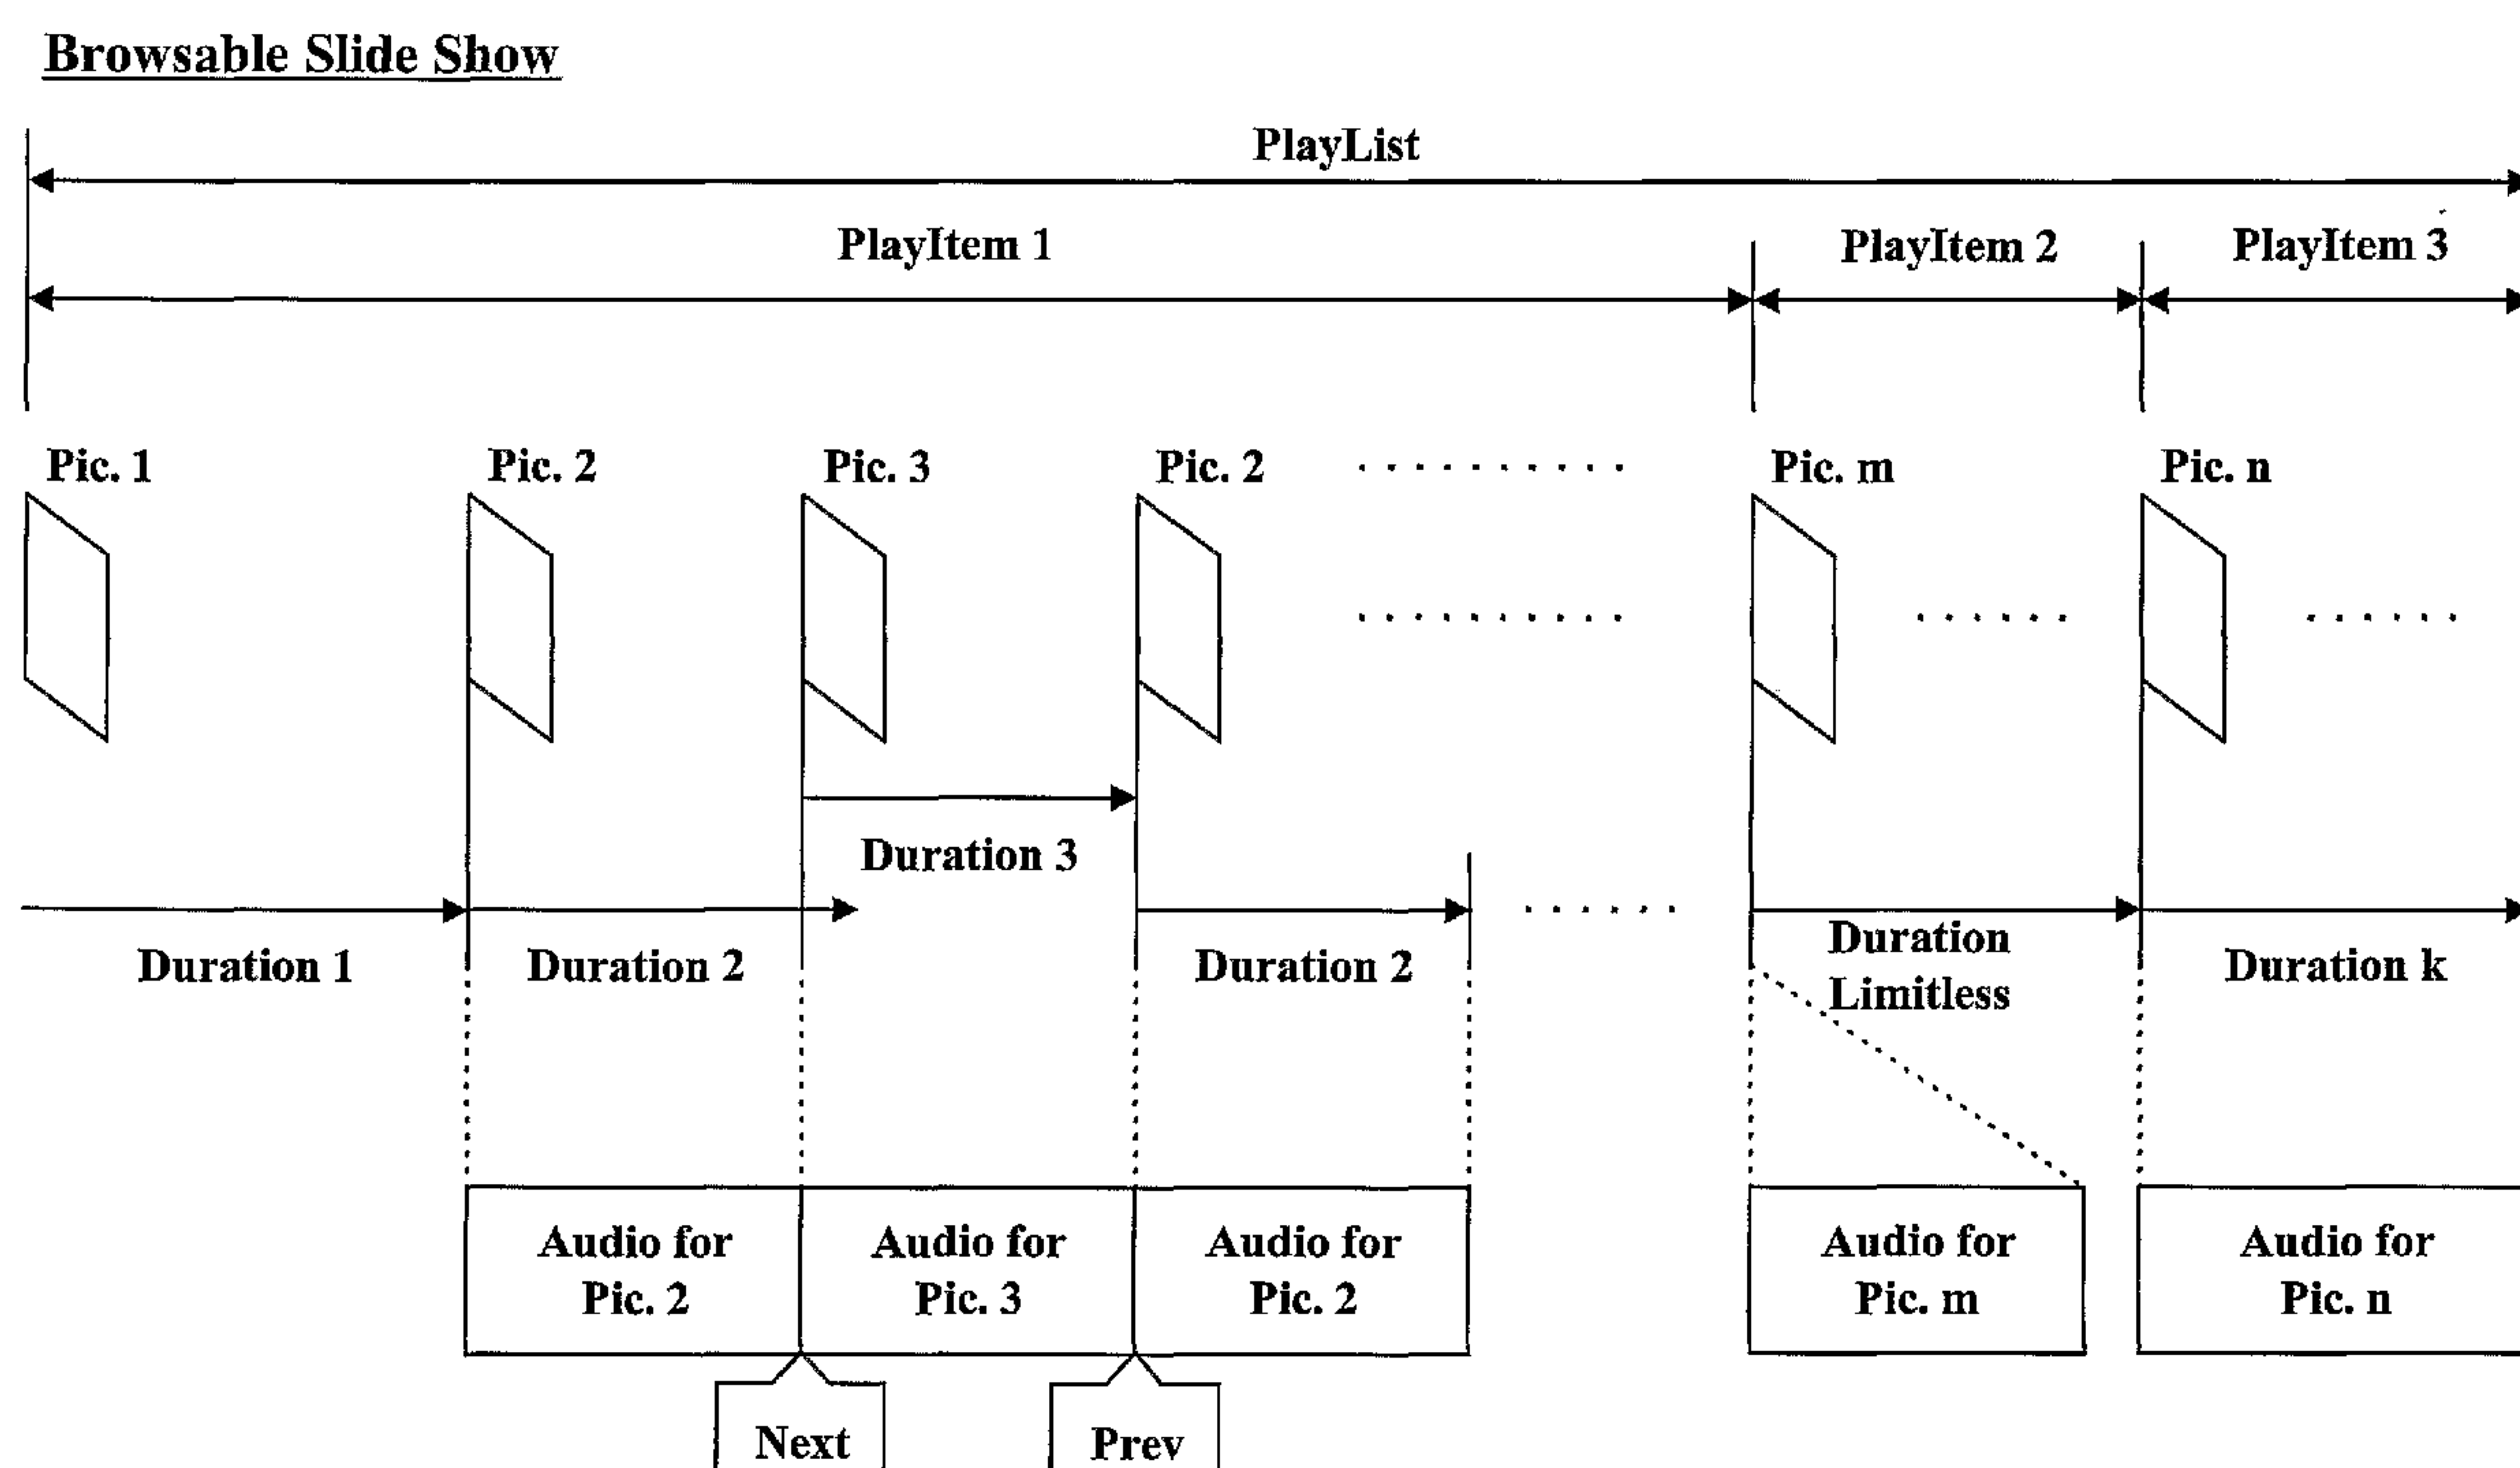 Browsable Slide Show
PlayList
PlayItem 1
PlayItem 2
PlayItem 3
Pic. 1
Pic. 2
Pic. 3
Pic. 2
Pic. m
Pic. n
Duration 3
Duration 1
Duration 2
Duration 2
Duration
Limitless
Duration k
Audio for
Pic. 2
Audio for
Pic. 3
Audio for
Pic. 2
Audio for
Pic. m
Audio for
Pic. n
Next
Prev